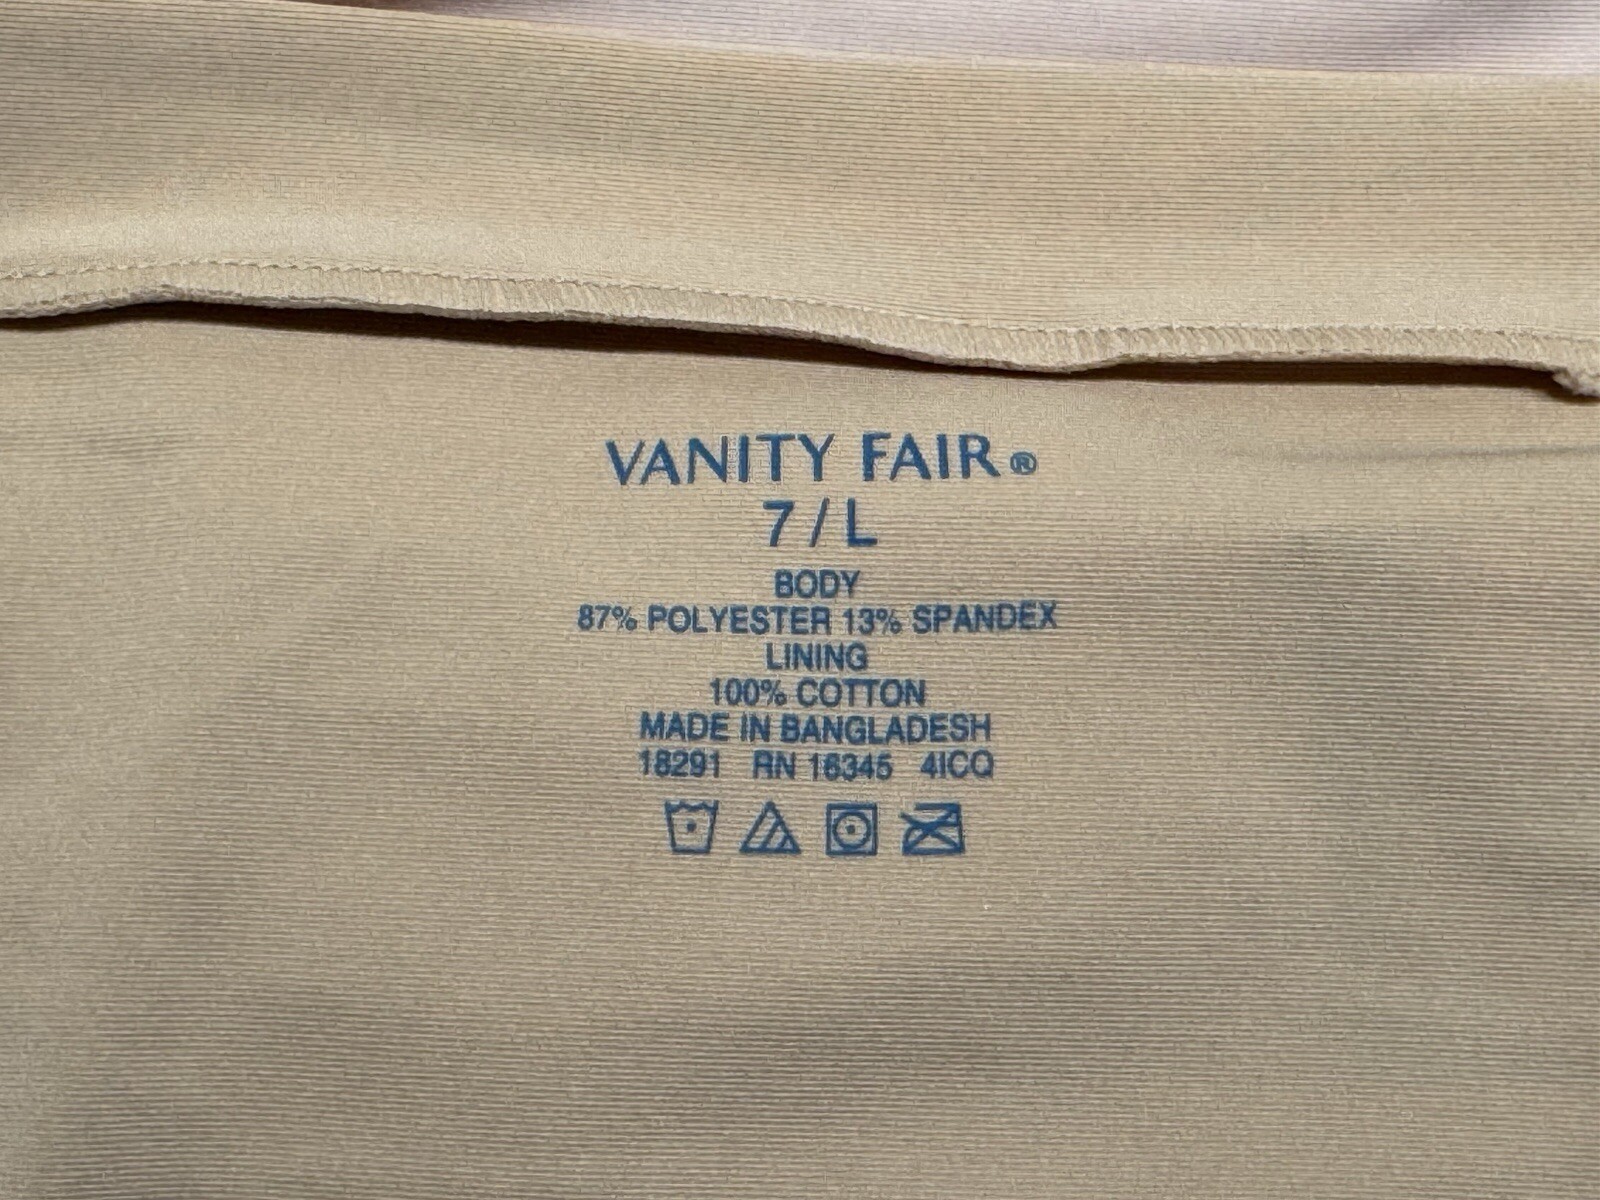 VANITY FAIR®
7 / L
BODY
87% POLYESTER 13% SPANDEX
LINING
100% COTTON
MADE IN BANGLADESH
18291 RN 16345 4ICQ